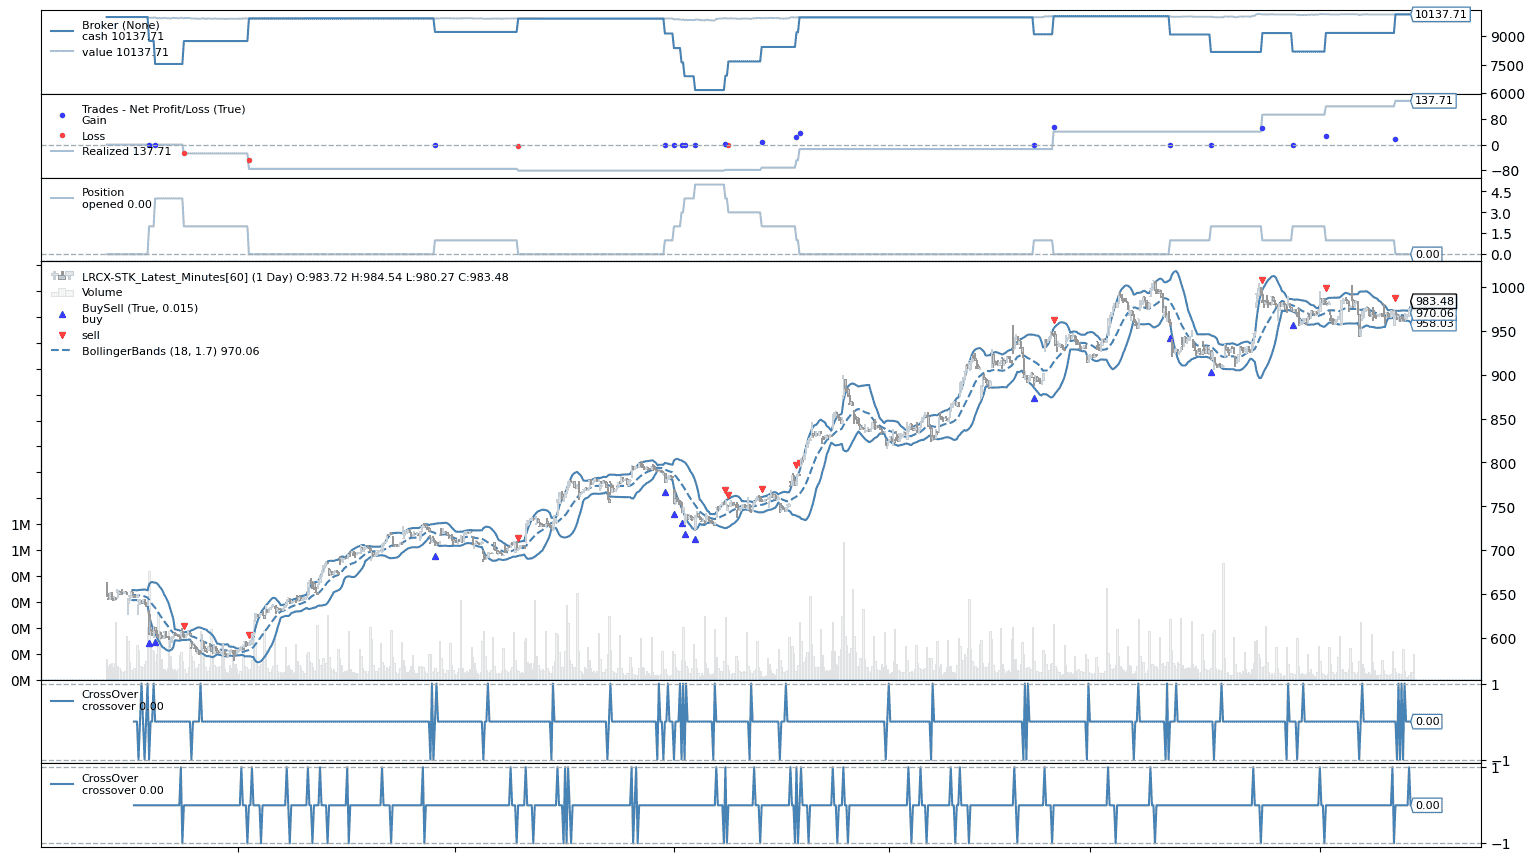 Broker (None)
cash 10137.71
value 10137.71
10137.71
9000
7500
6000
Trades - Net Profit/Loss (True)
Gain
Loss
Realized 137.71
137.71
80
0
−80
Position
opened 0.00
4.5
3.0
1.5
0.00
0.0
LRCX-STK_Latest_Minutes[60] (1 Day) O:983.72 H:984.54 L:980.27 C:983.48
Volume
BuySell (True, 0.015)
buy
sell
BollingerBands (18, 1.7) 970.06
1000
983.48
970.06
958.03
950
900
850
800
750
700
650
600
1M
1M
0M
0M
0M
0M
0M
CrossOver
crossover 0.00
1
0.00
−1
CrossOver
crossover 0.00
1
0.00
−1